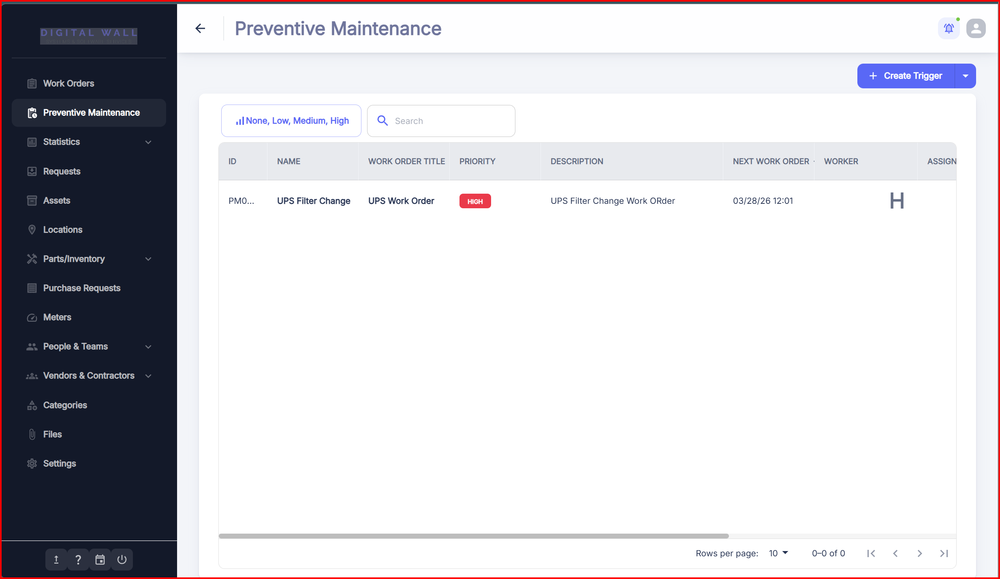 DIGITAL WALL
SYSTEMS & SOFTWARE SERVICES
Work Orders
Preventive Maintenance
Statistics
Requests
Assets
Locations
Parts/Inventory
Purchase Requests
Meters
People & Teams
Vendors & Contractors
Categories
Files
Settings
Preventive Maintenance
+ Create Trigger
None, Low, Medium, High
Search
ID NAME WORK ORDER TITLE PRIORITY DESCRIPTION NEXT WORK ORDER WORKER ASSIGN
PM0... UPS Filter Change UPS Work Order HIGH UPS Filter Change Work ORder 03/28/26 12:01 H
Rows per page: 10 0–0 of 0